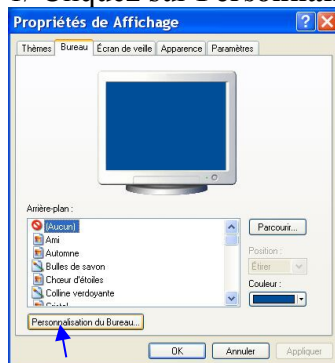 Propriétés de Affichage
Thèmes Bureau Écran de veille Apparence Paramètres
Arrière-plan :
(Aucun)
Ami
Automne
Bulles de savon
Chœur d'étoiles
Colline verdoyante
Parcourir...
Position :
Étirer
Couleur :
Personnalisation du Bureau...
OK Annuler Appliquer